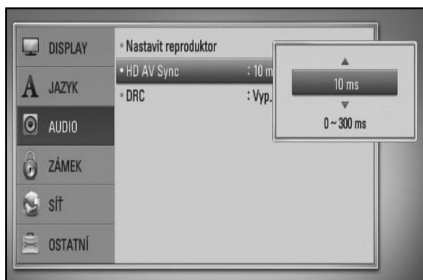 DISPLAY
JAZYK
AUDIO
ZÁMEK
SÍŤ
OSTATNÍ
• Nastavit reproduktor
• HD AV Sync : 10 m
• DRC : Vyp.
10 ms
0 ~ 300 ms